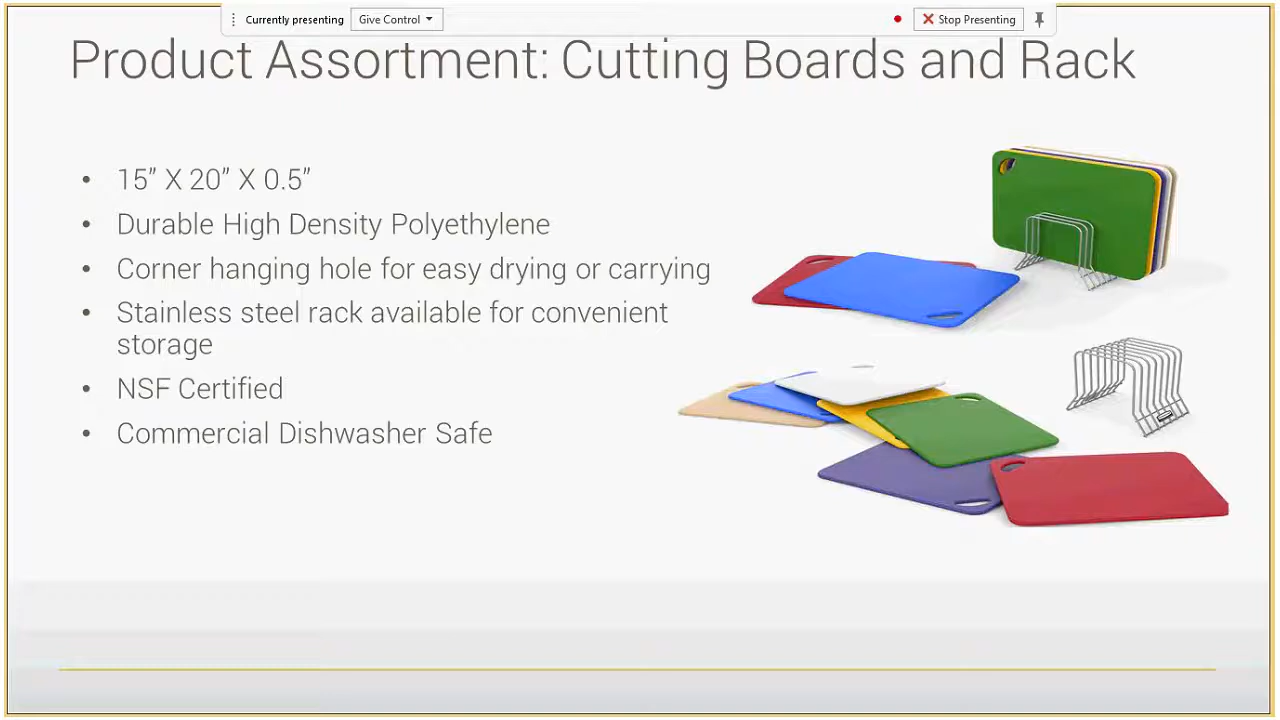 Currently presenting
Give Control
Stop Presenting
Product Assortment: Cutting Boards and Rack
• 15” X 20” X 0.5”
• Durable High Density Polyethylene
• Corner hanging hole for easy drying or carrying
• Stainless steel rack available for convenient
storage
• NSF Certified
• Commercial Dishwasher Safe